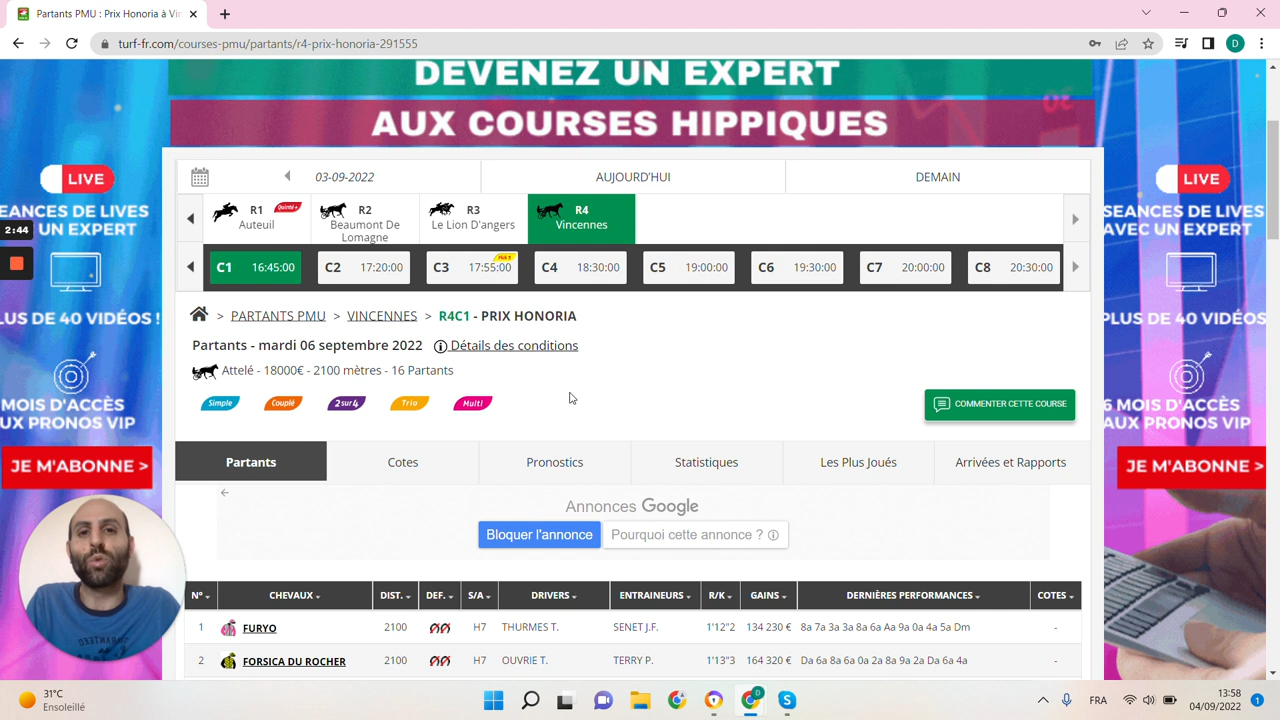 Partants PMU : Prix Honoria à Vin
turf-fr.com/courses-pmu/partants/r4-prix-honoria-291555
D
DEVENEZ UN EXPERT
AUX COURSES HIPPIQUES
LIVE
SEANCES DE LIVES
UN EXPERT
2:44
PLUS DE 40 VIDÉOS !
MOIS D'ACCÈS
AUX PRONOS VIP
JE M'ABONNE >
LIVE
SEANCES DE LIVES
AVEC UN EXPERT
PLUS DE 40 VIDÉOS
6 MOIS D'ACCÈS
AUX PRONOS VIP
JE M'ABONNE >
03-09-2022 AUJOURD'HUI DEMAIN
R1 Quinté+ Auteuil
R2 Beaumont De Lomagne
R3 Le Lion D'angers
R4 Vincennes
C1 16:45:00 C2 17:20:00 C3 17:55:00 C4 18:30:00 C5 19:00:00 C6 19:30:00 C7 20:00:00 C8 20:30:00
> PARTANTS PMU > VINCENNES > R4C1 - PRIX HONORIA
Partants - mardi 06 septembre 2022 Détails des conditions
Attelé - 18000€ - 2100 mètres - 16 Partants
Simple Couplé 2sur4 Trio Multi
COMMENTER CETTE COURSE
Partants Cotes Pronostics Statistiques Les Plus Joués Arrivées et Rapports
Annonces Google
Bloquer l'annonce Pourquoi cette annonce ?
N° CHEVAUX DIST. DEF. S/A DRIVERS ENTRAINEURS R/K GAINS DERNIÈRES PERFORMANCES COTES
1 FURYO 2100 H7 THURMES T. SENET J.F. 1'12"2 134 230 € 8a 7a 3a 3a 8a 6a Aa 9a 0a 4a 5a Dm -
2 FORSICA DU ROCHER 2100 H7 OUVRIE T. TERRY P. 1'13"3 164 320 € Da 6a 8a 6a 0a 2a 8a 9a 2a Da 6a 4a -
31°C
Ensoleillé
FRA
13:58
04/09/2022
1